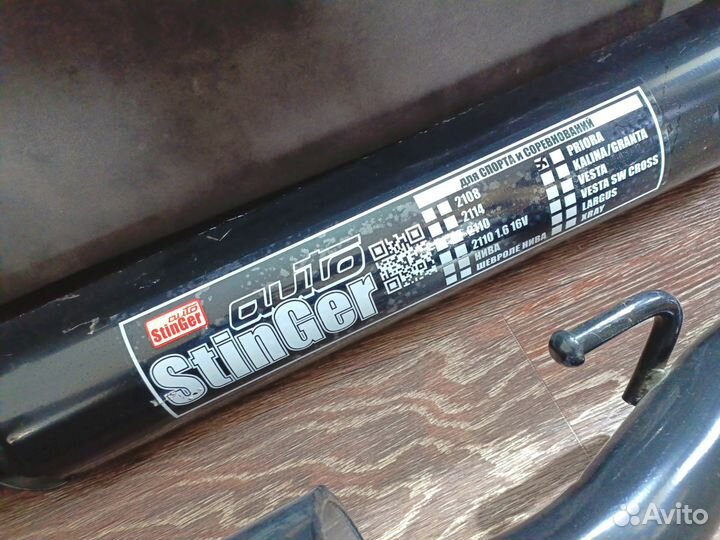 auto
StinGer
auto
StinGer
для СПОРТА и СОРЕВНОВАНИЙ
2108
2114
2110
2110 1.6 16V
НИВА
ШЕВРОЛЕ НИВА
PRIORA
KALINA/GRANTA
VESTA
VESTA SW CROSS
LARGUS
XRAY
Avito